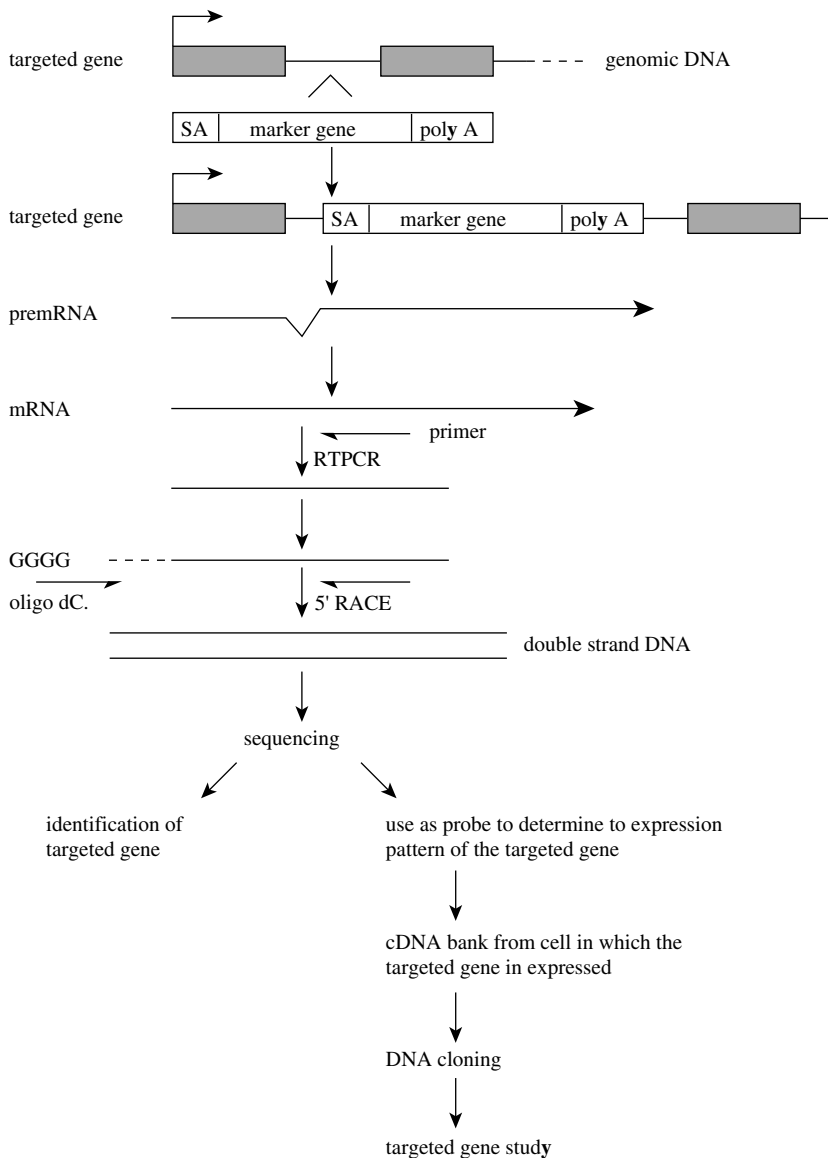 targeted gene
genomic DNA
SA marker gene poly A
targeted gene
SA marker gene poly A
premRNA
mRNA
primer
RTPCR
GGGG
oligo dC.
5' RACE
double strand DNA
sequencing
identification of
targeted gene
use as probe to determine to expression
pattern of the targeted gene
cDNA bank from cell in which the
targeted gene in expressed
DNA cloning
targeted gene study